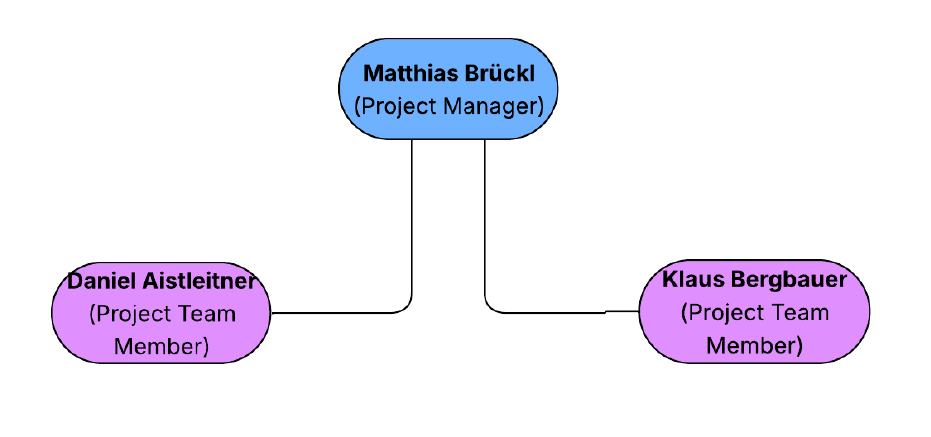 Matthias Brückl
(Project Manager)
Daniel Aistleitner
(Project Team
Member)
Klaus Bergbauer
(Project Team
Member)